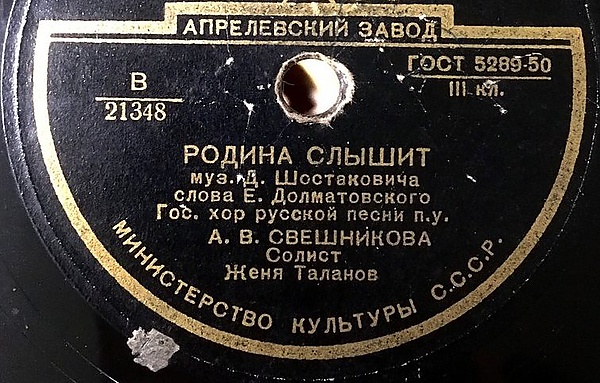 АПРЕЛЕВСКИЙ ЗАВОД
В
21348
ГОСТ 5289-50
III кл.
РОДИНА СЛЫШИТ
муз. Д. Шостаковича
слова Е. Долматовского
Гос. хор русской песни п.у.
А. В. СВЕШНИКОВА
Солист
Женя Таланов
МИНИСТЕРСТВО КУЛЬТУРЫ С.С.С.Р.